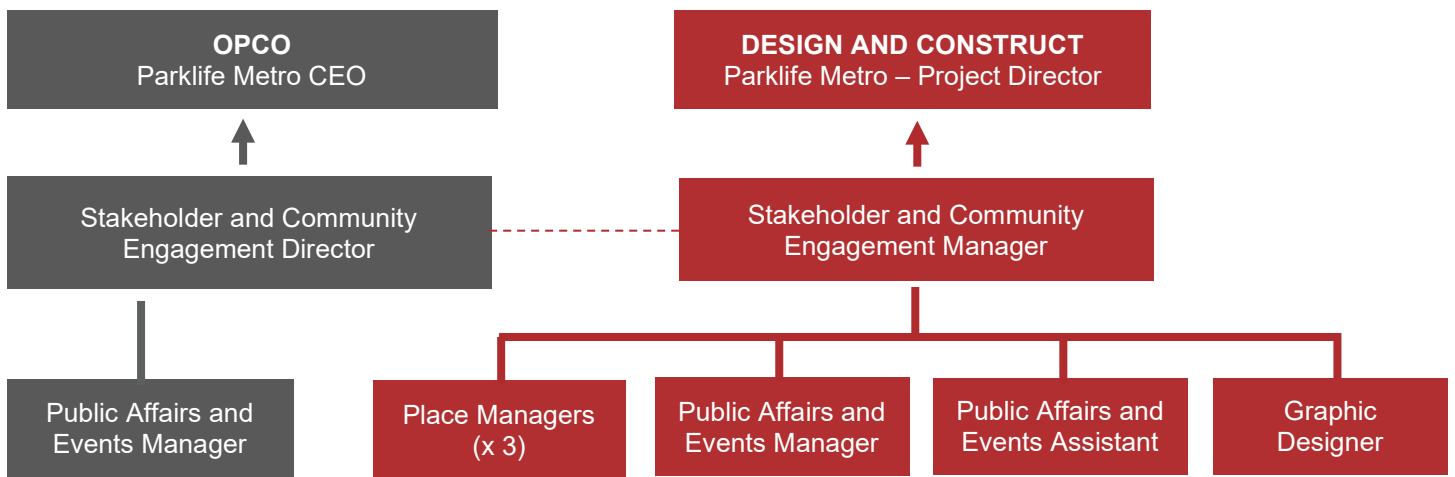 OPCO
Parklife Metro CEO
DESIGN AND CONSTRUCT
Parklife Metro – Project Director
Stakeholder and Community
Engagement Director
Stakeholder and Community
Engagement Manager
Public Affairs and
Events Manager
Place Managers
(x 3)
Public Affairs and
Events Manager
Public Affairs and
Events Assistant
Graphic
Designer